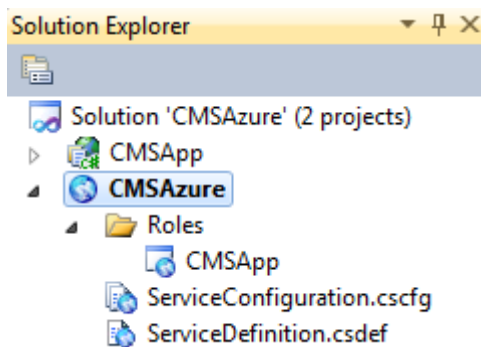 Solution Explorer
Solution 'CMSAzure' (2 projects)
CMSApp
CMSAzure
Roles
CMSApp
ServiceConfiguration.cscfg
ServiceDefinition.csdef